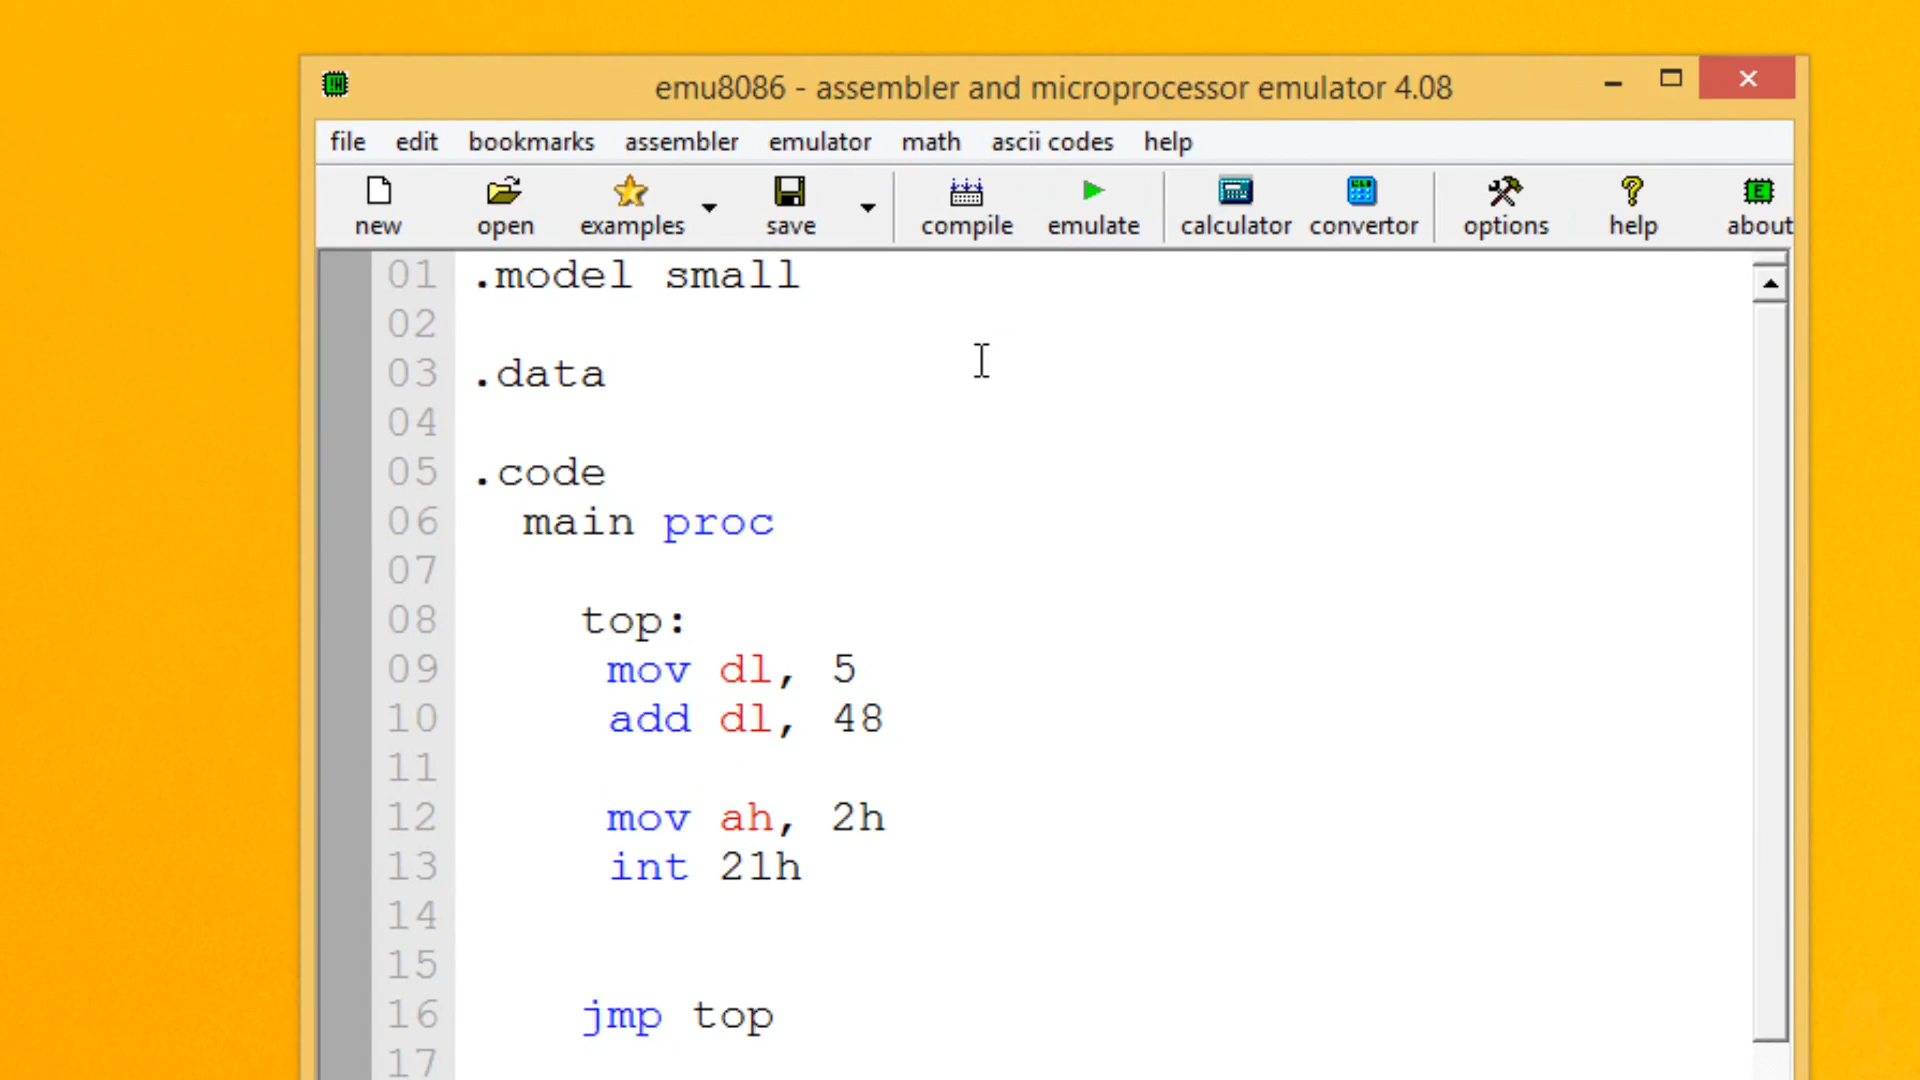 emu8086 - assembler and microprocessor emulator 4.08
file edit bookmarks assembler emulator math ascii codes help
new open examples save compile emulate calculator convertor options help about
01 .model small
02
03 .data
04
05 .code
06 main proc
07
08 top:
09 mov dl, 5
10 add dl, 48
11
12 mov ah, 2h
13 int 21h
14
15
16 jmp top
17